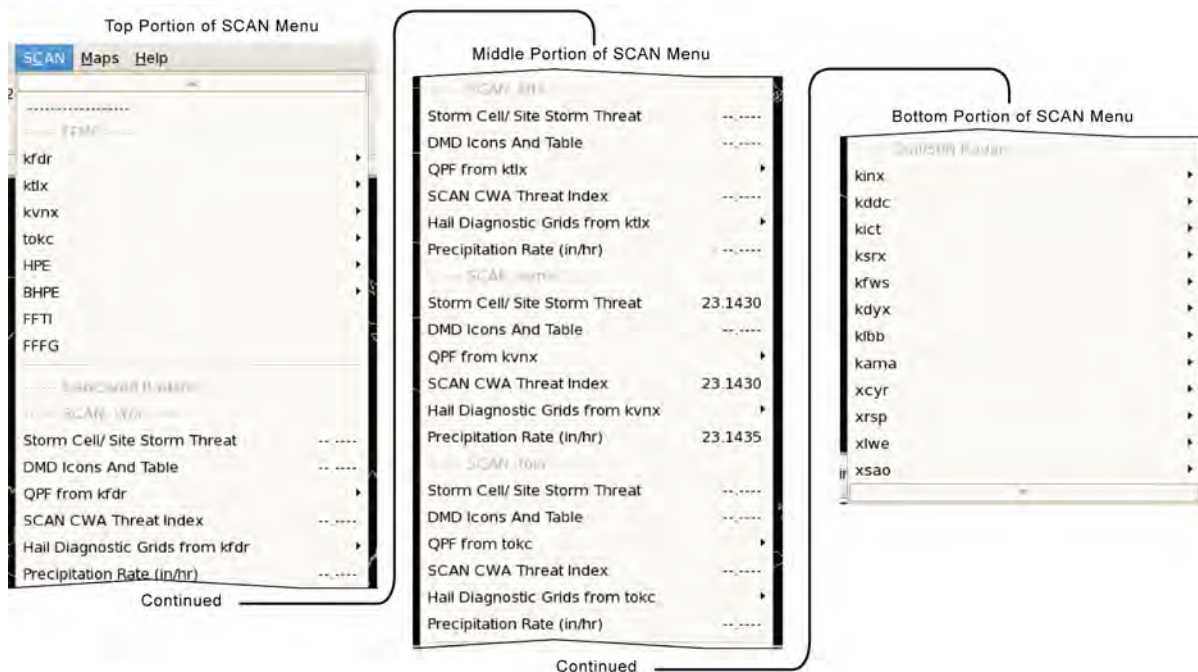 Top Portion of SCAN Menu
SCAN Maps Help
-------------------
----- FFMP -----
kfdr
ktlx
kvnx
tokc
HPE
BHPE
FFTI
FFFG
Storm Cell/ Site Storm Threat --.----
DMD Icons And Table --.----
QPF from kfdr
SCAN CWA Threat Index --.----
Hail Diagnostic Grids from kfdr
Precipitation Rate (in/hr) --.----
Continued
Middle Portion of SCAN Menu
SCAN
Storm Cell/ Site Storm Threat --.----
DMD Icons And Table --.----
QPF from ktlx
SCAN CWA Threat Index --.----
Hail Diagnostic Grids from ktlx
Precipitation Rate (in/hr) --.----
SCAN
Storm Cell/ Site Storm Threat 23.1430
DMD Icons And Table --.----
QPF from kvnx
SCAN CWA Threat Index 23.1430
Hail Diagnostic Grids from kvnx
Precipitation Rate (in/hr) 23.1435
SCAN
Storm Cell/ Site Storm Threat --.----
DMD Icons And Table --.----
QPF from tokc
SCAN CWA Threat Index --.----
Hail Diagnostic Grids from tokc
Precipitation Rate (in/hr) --.----
Continued
Bottom Portion of SCAN Menu
kinx
kddc
kict
ksrx
kfws
kdyx
klbb
kama
xcyr
xrsp
xlwe
xsao